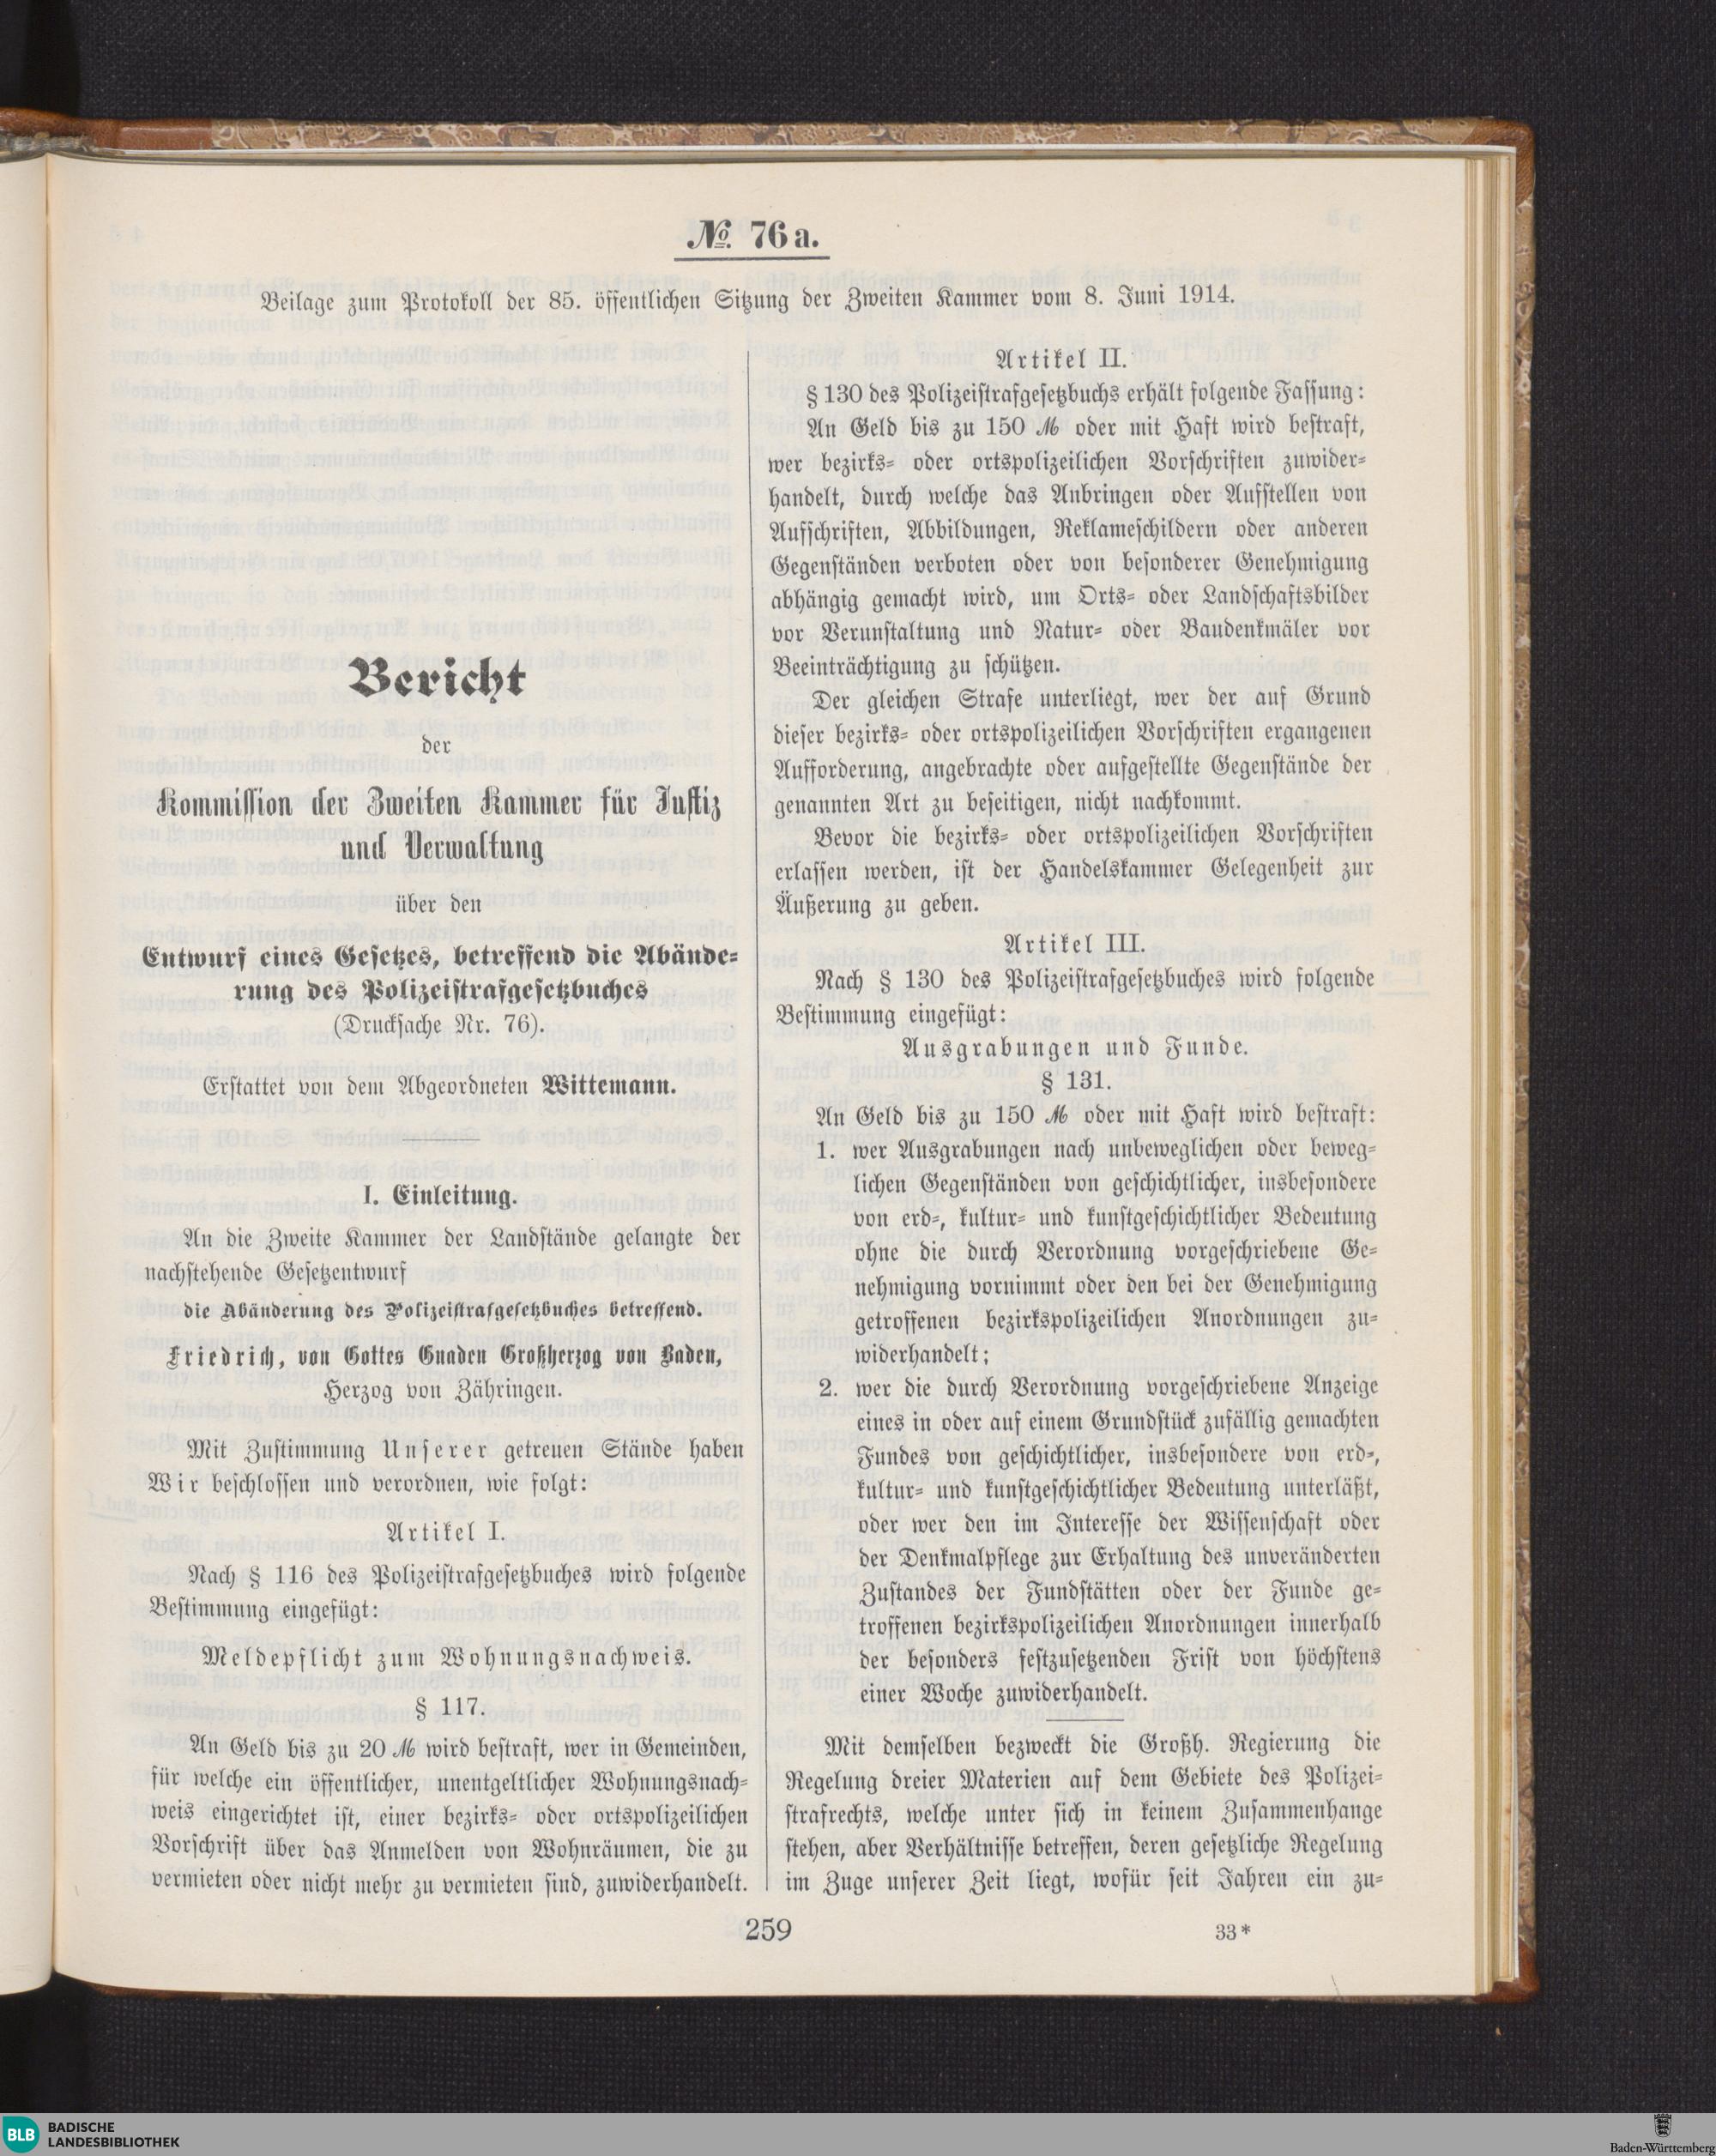 № 76 a.
Beilage zum Protokoll der 85. öffentlichen Sitzung der Zweiten Kammer vom 8. Juni 1914.
Bericht
der
Kommission der Zweiten Kammer für Justiz
und Verwaltung
über den
Entwurf eines Gesetzes, betreffend die Abände-
rung des Polizeistrafgesetzbuches
(Drucksache Nr. 76).
Erstattet von dem Abgeordneten Wittemann.
I. Einleitung.
An die Zweite Kammer der Landstände gelangte der
nachstehende Gesetzentwurf
die Abänderung des Polizeistrafgesetzbuches betreffend.
Friedrich, von Gottes Gnaden Großherzog von Baden,
Herzog von Zähringen.
Mit Zustimmung Unserer getreuen Stände haben
Wir beschlossen und verordnen, wie folgt:
Artikel I.
Nach § 116 des Polizeistrafgesetzbuches wird folgende
Bestimmung eingefügt:
Meldepflicht zum Wohnungsnachweis.
§ 117.
An Geld bis zu 20 ℳ wird bestraft, wer in Gemeinden,
für welche ein öffentlicher, unentgeltlicher Wohnungsnach-
weis eingerichtet ist, einer bezirks- oder ortspolizeilichen
Vorschrift über das Anmelden von Wohnräumen, die zu
vermieten oder nicht mehr zu vermieten sind, zuwiderhandelt.
Artikel II.
§ 130 des Polizeistrafgesetzbuchs erhält folgende Fassung:
An Geld bis zu 150 ℳ oder mit Haft wird bestraft,
wer bezirks- oder ortspolizeilichen Vorschriften zuwider-
handelt, durch welche das Anbringen oder Aufstellen von
Aufschriften, Abbildungen, Reklameschildern oder anderen
Gegenständen verboten oder von besonderer Genehmigung
abhängig gemacht wird, um Orts- oder Landschaftsbilder
vor Verunstaltung und Natur- oder Baudenkmäler vor
Beeinträchtigung zu schützen.
Der gleichen Strafe unterliegt, wer der auf Grund
dieser bezirks- oder ortspolizeilichen Vorschriften ergangenen
Aufforderung, angebrachte oder aufgestellte Gegenstände der
genannten Art zu beseitigen, nicht nachkommt.
Bevor die bezirks- oder ortspolizeilichen Vorschriften
erlassen werden, ist der Handelskammer Gelegenheit zur
Äußerung zu geben.
Artikel III.
Nach § 130 des Polizeistrafgesetzbuches wird folgende
Bestimmung eingefügt:
Ausgrabungen und Funde.
§ 131.
An Geld bis zu 150 ℳ oder mit Haft wird bestraft:
1. wer Ausgrabungen nach unbeweglichen oder beweg-
lichen Gegenständen von geschichtlicher, insbesondere
von erd-, kultur- und kunstgeschichtlicher Bedeutung
ohne die durch Verordnung vorgeschriebene Ge-
nehmigung vornimmt oder den bei der Genehmigung
getroffenen bezirkspolizeilichen Anordnungen zu-
widerhandelt;
2. wer die durch Verordnung vorgeschriebene Anzeige
eines in oder auf einem Grundstück zufällig gemachten
Fundes von geschichtlicher, insbesondere von erd-,
kultur- und kunstgeschichtlicher Bedeutung unterläßt,
oder wer den im Interesse der Wissenschaft oder
der Denkmalpflege zur Erhaltung des unveränderten
Zustandes der Fundstätten oder der Funde ge-
troffenen bezirkspolizeilichen Anordnungen innerhalb
der besonders festzusetzenden Frist von höchstens
einer Woche zuwiderhandelt.
Mit demselben bezweckt die Großh. Regierung die
Regelung dreier Materien auf dem Gebiete des Polizei-
strafrechts, welche unter sich in keinem Zusammenhange
stehen, aber Verhältnisse betreffen, deren gesetzliche Regelung
im Zuge unserer Zeit liegt, wofür seit Jahren ein zu-
259
33*
BLB BADISCHE
LANDESBIBLIOTHEK
Baden-Württemberg